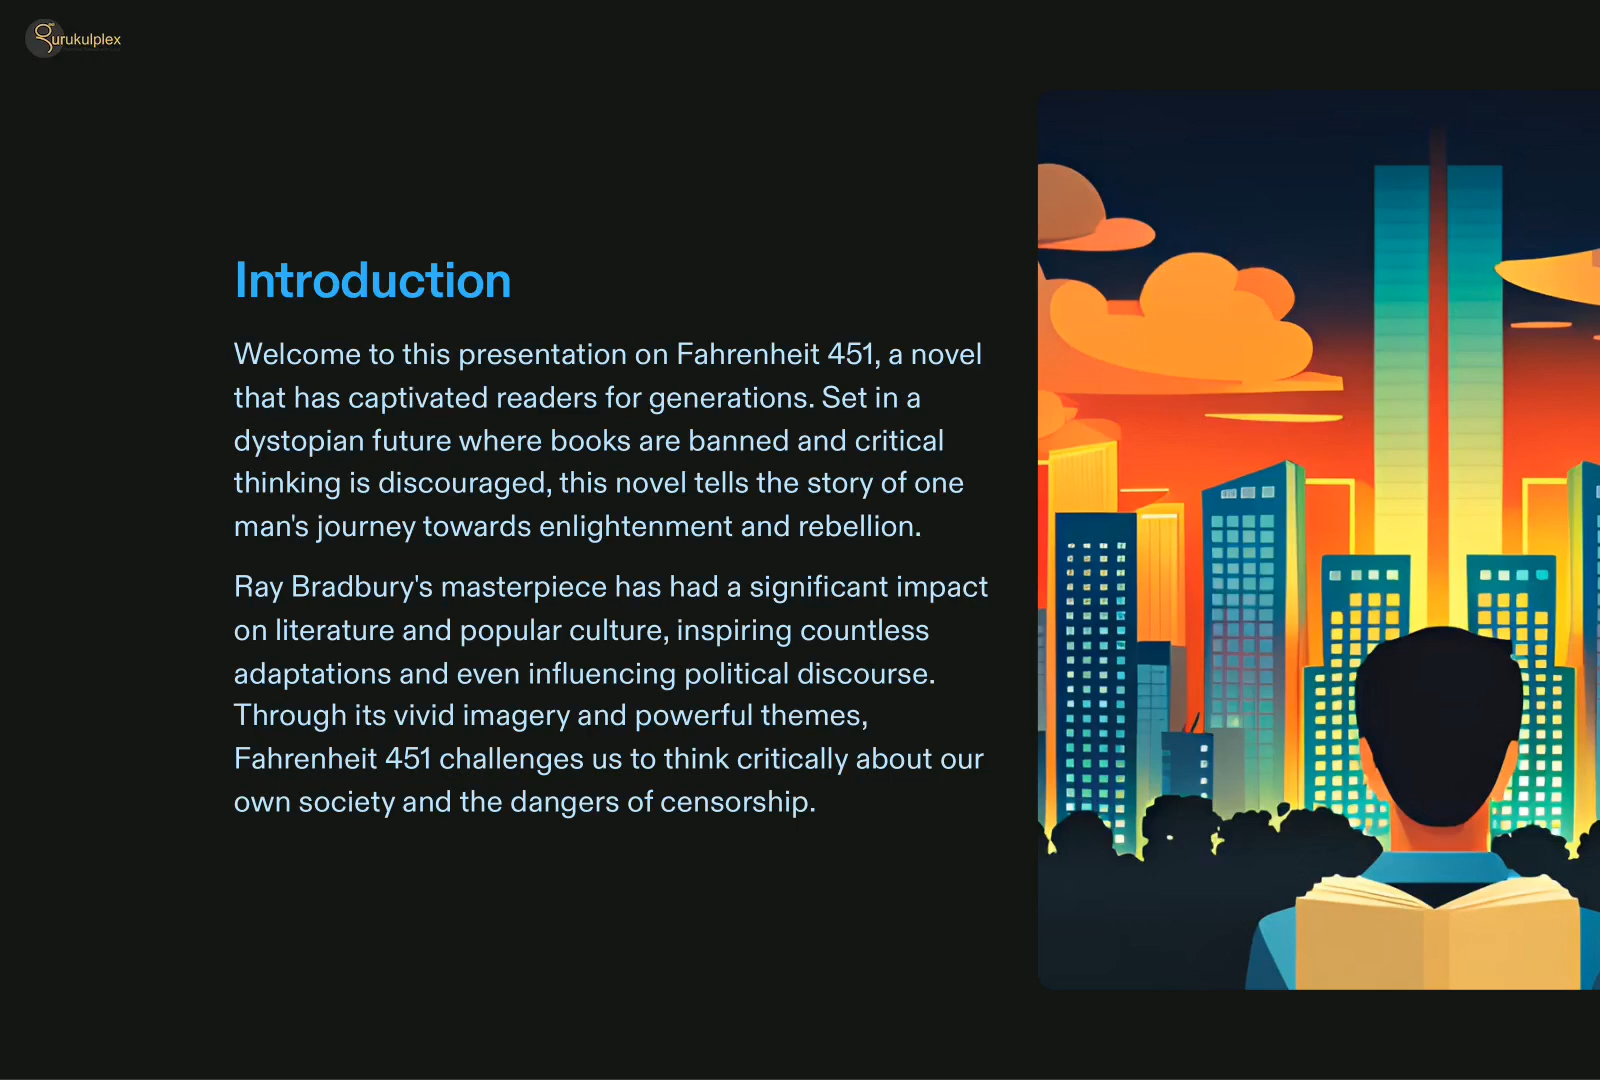 gurukulplex
Introduction
Welcome to this presentation on Fahrenheit 451, a novel
that has captivated readers for generations. Set in a
dystopian future where books are banned and critical
thinking is discouraged, this novel tells the story of one
man's journey towards enlightenment and rebellion.
Ray Bradbury's masterpiece has had a significant impact
on literature and popular culture, inspiring countless
adaptations and even influencing political discourse.
Through its vivid imagery and powerful themes,
Fahrenheit 451 challenges us to think critically about our
own society and the dangers of censorship.